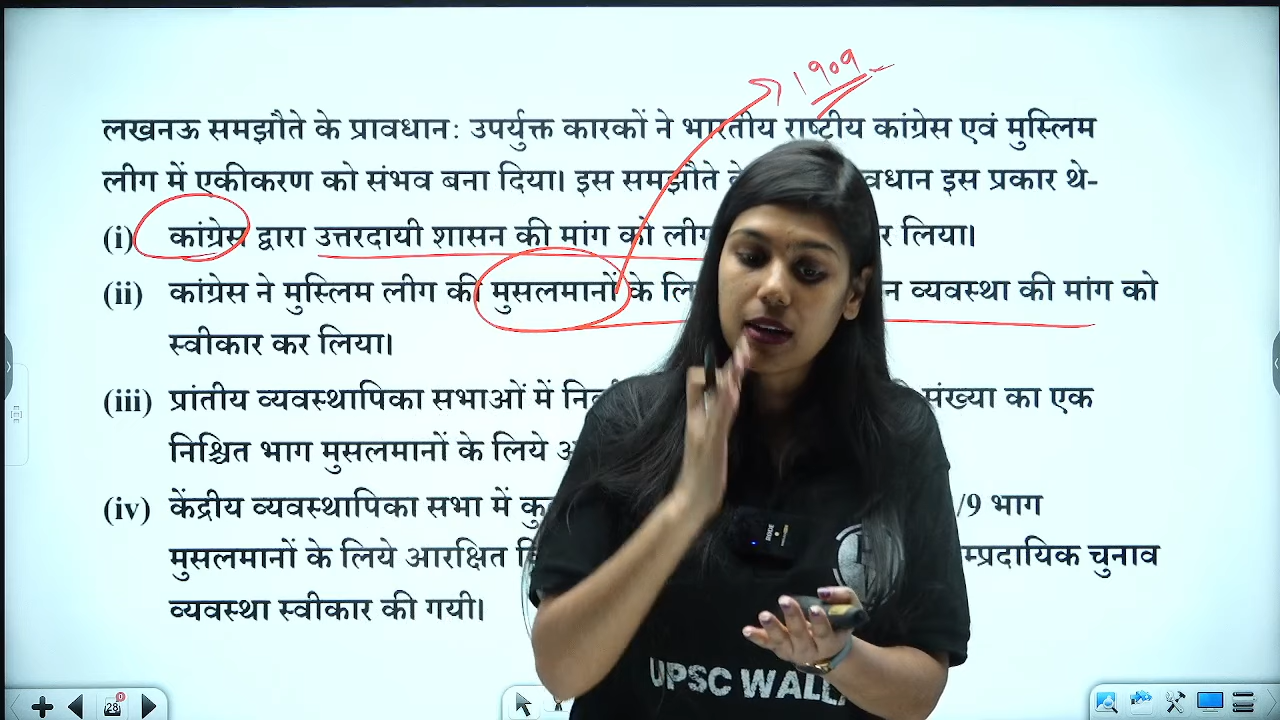 1909
लखनऊ समझौते के प्रावधान: उपर्युक्त कारकों ने भारतीय राष्ट्रीय कांग्रेस एवं मुस्लिम
लीग में एकीकरण को संभव बना दिया। इस समझौते वधान इस प्रकार थे-
(i) कांग्रेस द्वारा उत्तरदायी शासन की मांग को लीग र लिया।
(ii) कांग्रेस ने मुस्लिम लीग की मुसलमानों के लि न व्यवस्था की मांग को
स्वीकार कर लिया।
(iii) प्रांतीय व्यवस्थापिका सभाओं में संख्या का एक
निश्चित भाग मुसलमानों के लिये
(iv) केंद्रीय व्यवस्थापिका सभा में /9 भाग
मुसलमानों के लिये आरक्षित म्प्रदायिक चुनाव
व्यवस्था स्वीकार की गयी।
RODE
UPSC WALL
28